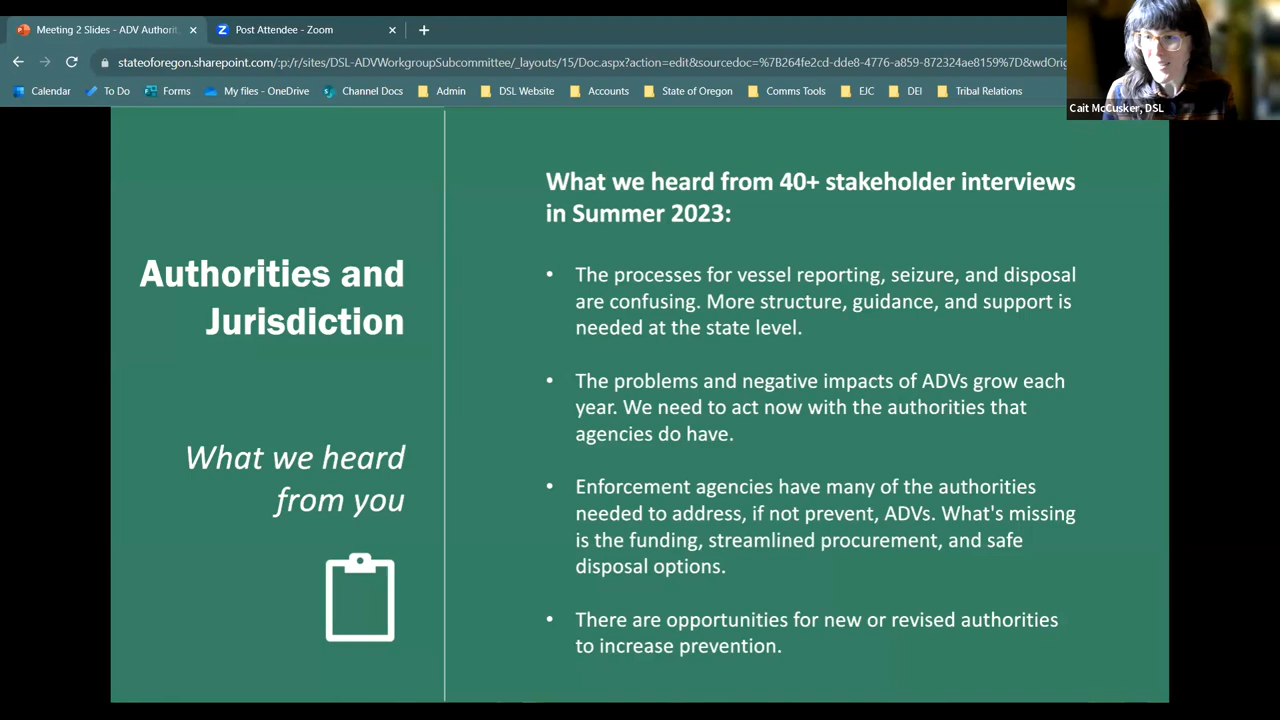 Meeting 2 Slides - ADV Authorit
Post Attendee - Zoom
stateoforegon.sharepoint.com/:p:/r/sites/DSL-ADVWorkgroupSubcommittee/_layouts/15/Doc.aspx?action=edit&sourcedoc=%7B264fe2cd-dde8-4776-a859-872324ae8159%7D&wdOrig
Calendar To Do Forms My files - OneDrive Channel Docs Admin DSL Website Accounts State of Oregon Comms Tools EJC DEI Tribal Relations
Cait McCusker, DSL
Authorities and
Jurisdiction
What we heard
from you
What we heard from 40+ stakeholder interviews
in Summer 2023:
• The processes for vessel reporting, seizure, and disposal
are confusing. More structure, guidance, and support is
needed at the state level.
• The problems and negative impacts of ADVs grow each
year. We need to act now with the authorities that
agencies do have.
• Enforcement agencies have many of the authorities
needed to address, if not prevent, ADVs. What's missing
is the funding, streamlined procurement, and safe
disposal options.
• There are opportunities for new or revised authorities
to increase prevention.